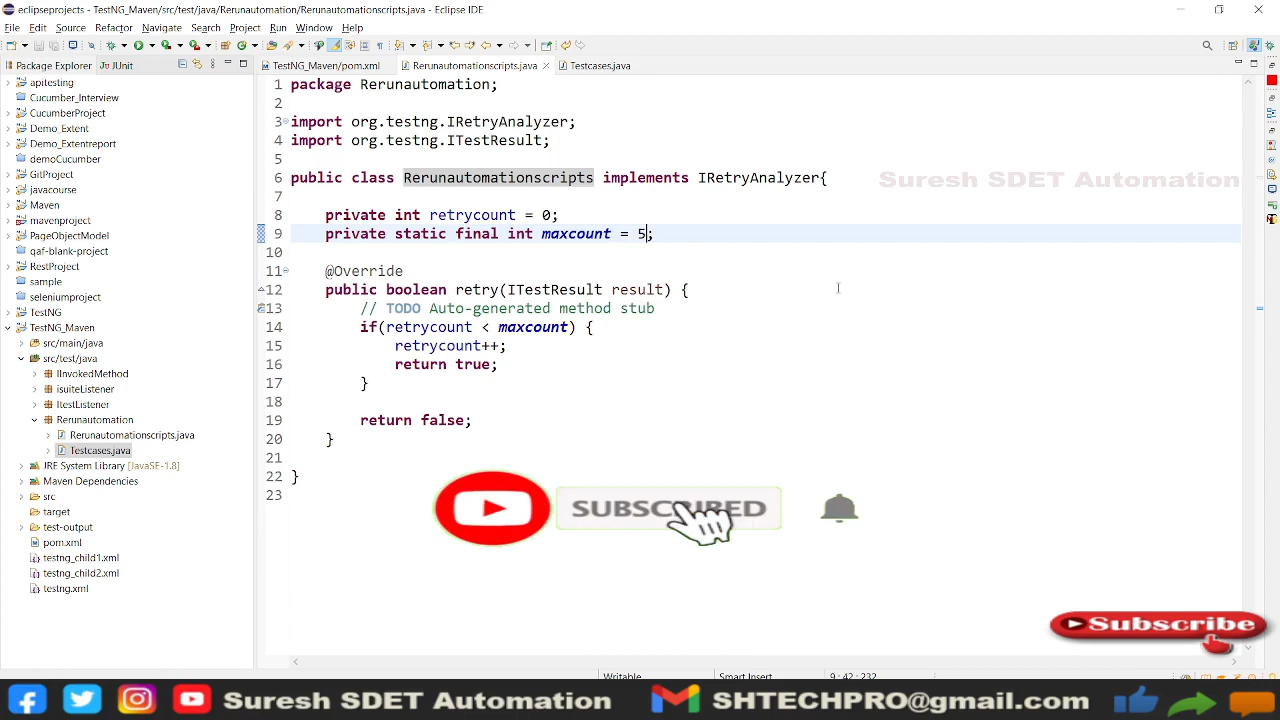 eclipseprojects - TestNG_Maven/src/test/java/Rerunautomation/Rerunautomationscripts.java - Eclipse IDE
File Edit Source Refactor Navigate Search Project Run Window Help
Package Explorer JUnit
TestNG_Maven/pom.xml Rerunautomationscripts.java Testcases.java
apitesting
Cucumber_Interview
CucumberProject
Demo_Extent
Demo_Extentreport
demoCucumber
GitProject
javacourse
Maven
mavenproject
PageObjectModel
qaf-blank-project
RestProject
sample
seleniumproject
TestNG
TestNG_Maven
src/main/java
src/test/java
IInvokedMethod
isuiteListener
ItestListener
Rerunautomation
Rerunautomationscripts.java
Testcases.java
JRE System Library [JavaSE-1.8]
Maven Dependencies
src
target
test-output
pom.xml
testng_child1.xml
testng_child2.xml
testng.xml
1 package Rerunautomation;
2
3 import org.testng.IRetryAnalyzer;
4 import org.testng.ITestResult;
5
6 public class Rerunautomationscripts implements IRetryAnalyzer{
7
8 private int retrycount = 0;
9 private static final int maxcount = 5;
10
11 @Override
12 public boolean retry(ITestResult result) {
13 // TODO Auto-generated method stub
14 if(retrycount < maxcount) {
15 retrycount++;
16 return true;
17 }
18
19 return false;
20 }
21
22 }
23
Suresh SDET Automation
SUBSCRIBED
Subscribe
Writable Smart Insert 9 : 42 : 232
Suresh SDET Automation SHTECHPRO@gmail.com